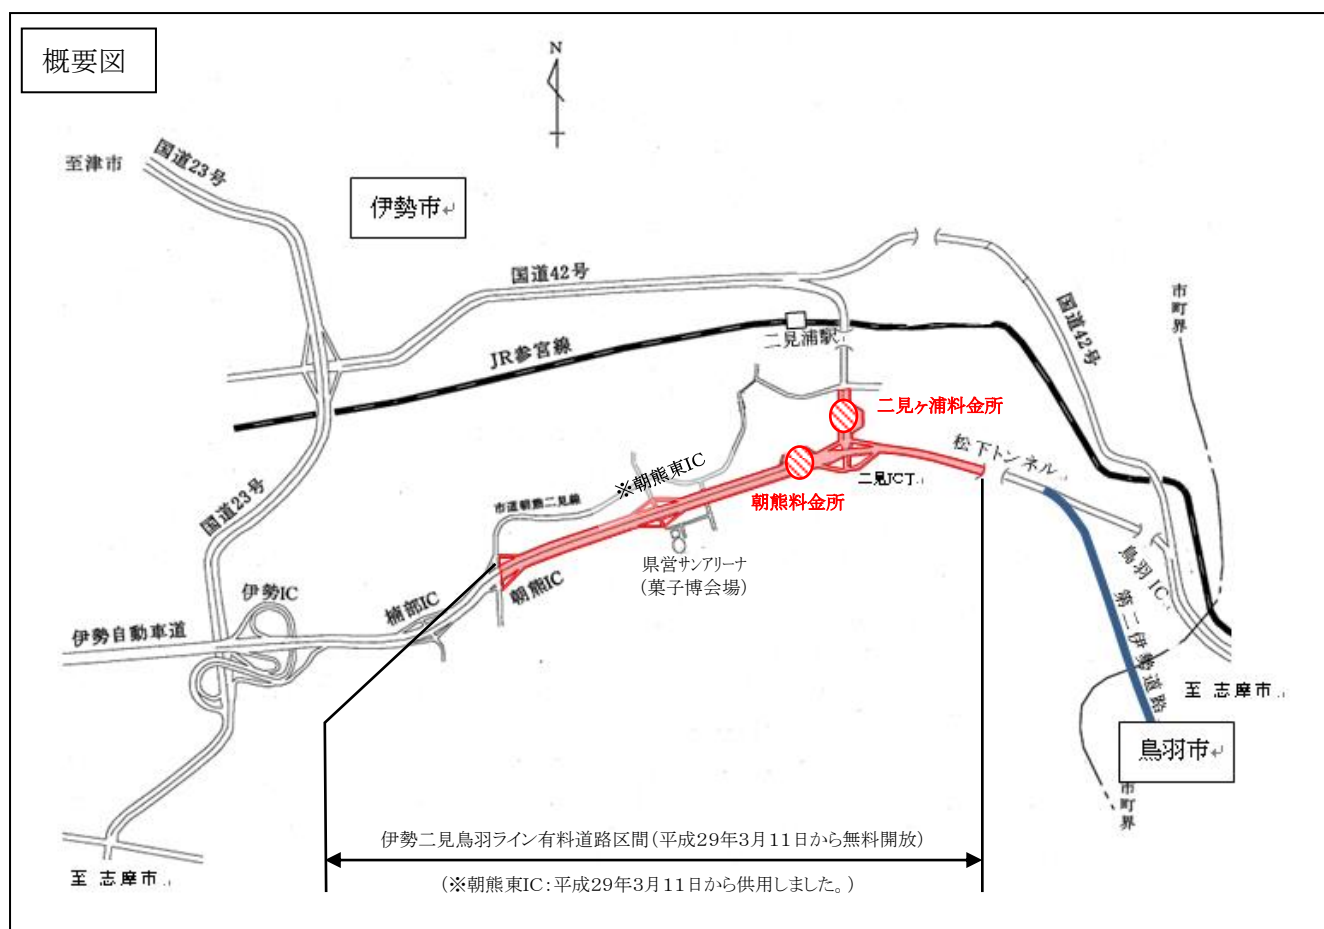 概要図
N
至津市
国道23号
伊勢市
国道42号
国道42号
市町界
JR参宮線
二見浦駅
二見ヶ浦料金所
松下トンネル
※朝熊東IC
二見JCT
朝熊料金所
国道23号
市道朝熊二見線
県営サンアリーナ
(菓子博会場)
鳥羽IC
朝熊IC
伊勢IC
楠部IC
第二伊勢道路
伊勢自動車道
至 志摩市
鳥羽市
市町界
伊勢二見鳥羽ライン有料道路区間(平成29年3月11日から無料開放)
至 志摩市
(※朝熊東IC:平成29年3月11日から供用しました。)